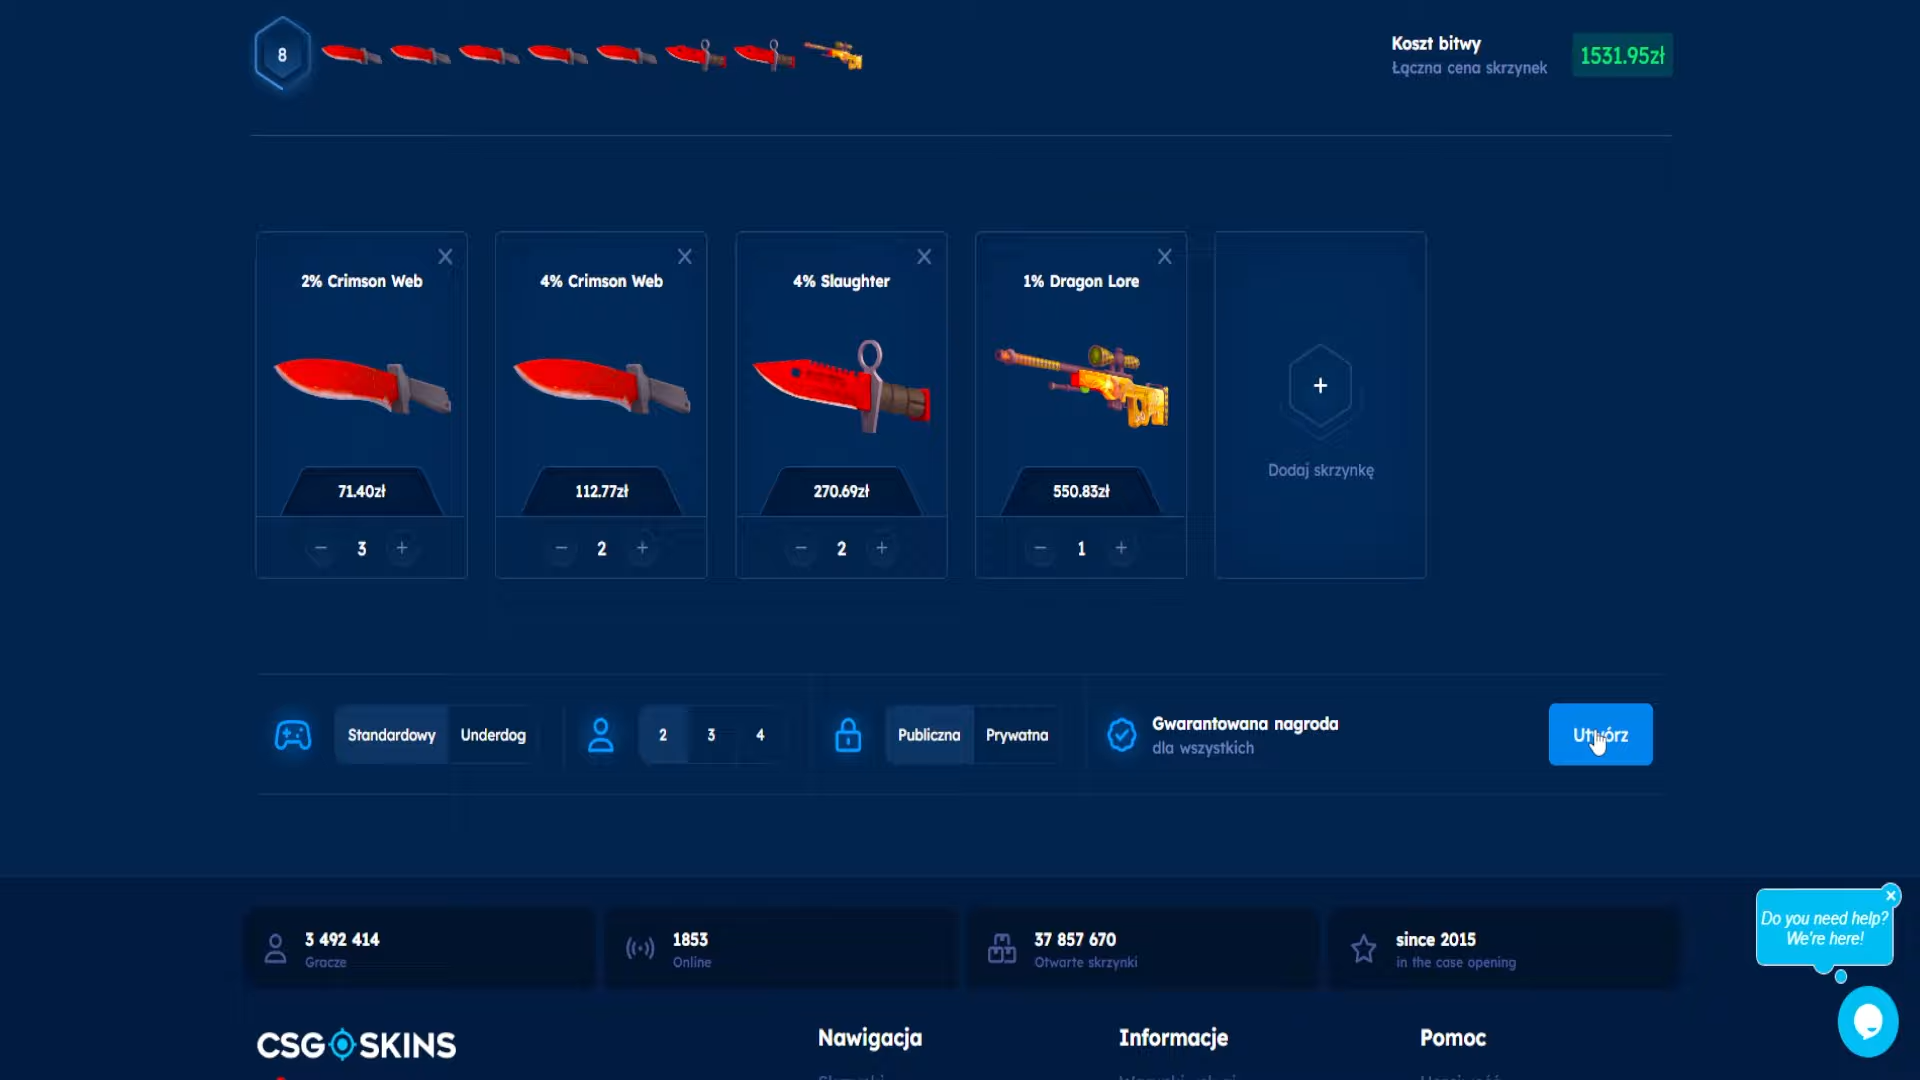 8
Koszt bitwy
Łączna cena skrzynek
1531.95zł
2% Crimson Web
4% Crimson Web
4% Slaughter
1% Dragon Lore
71.40zł
112.77zł
270.69zł
550.83zł
Dodaj skrzynkę
− 3 +
− 2 +
− 2 +
− 1 +
Standardowy
Underdog
2
3
4
Publiczna
Prywatna
Gwarantowana nagroda
dla wszystkich
3 492 414
Gracze
1853
Online
37 857 670
Otwarte skrzynki
since 2015
in the case opening
Do you need help?
We're here!
CSG SKINS
Nawigacja
Informacje
Pomoc